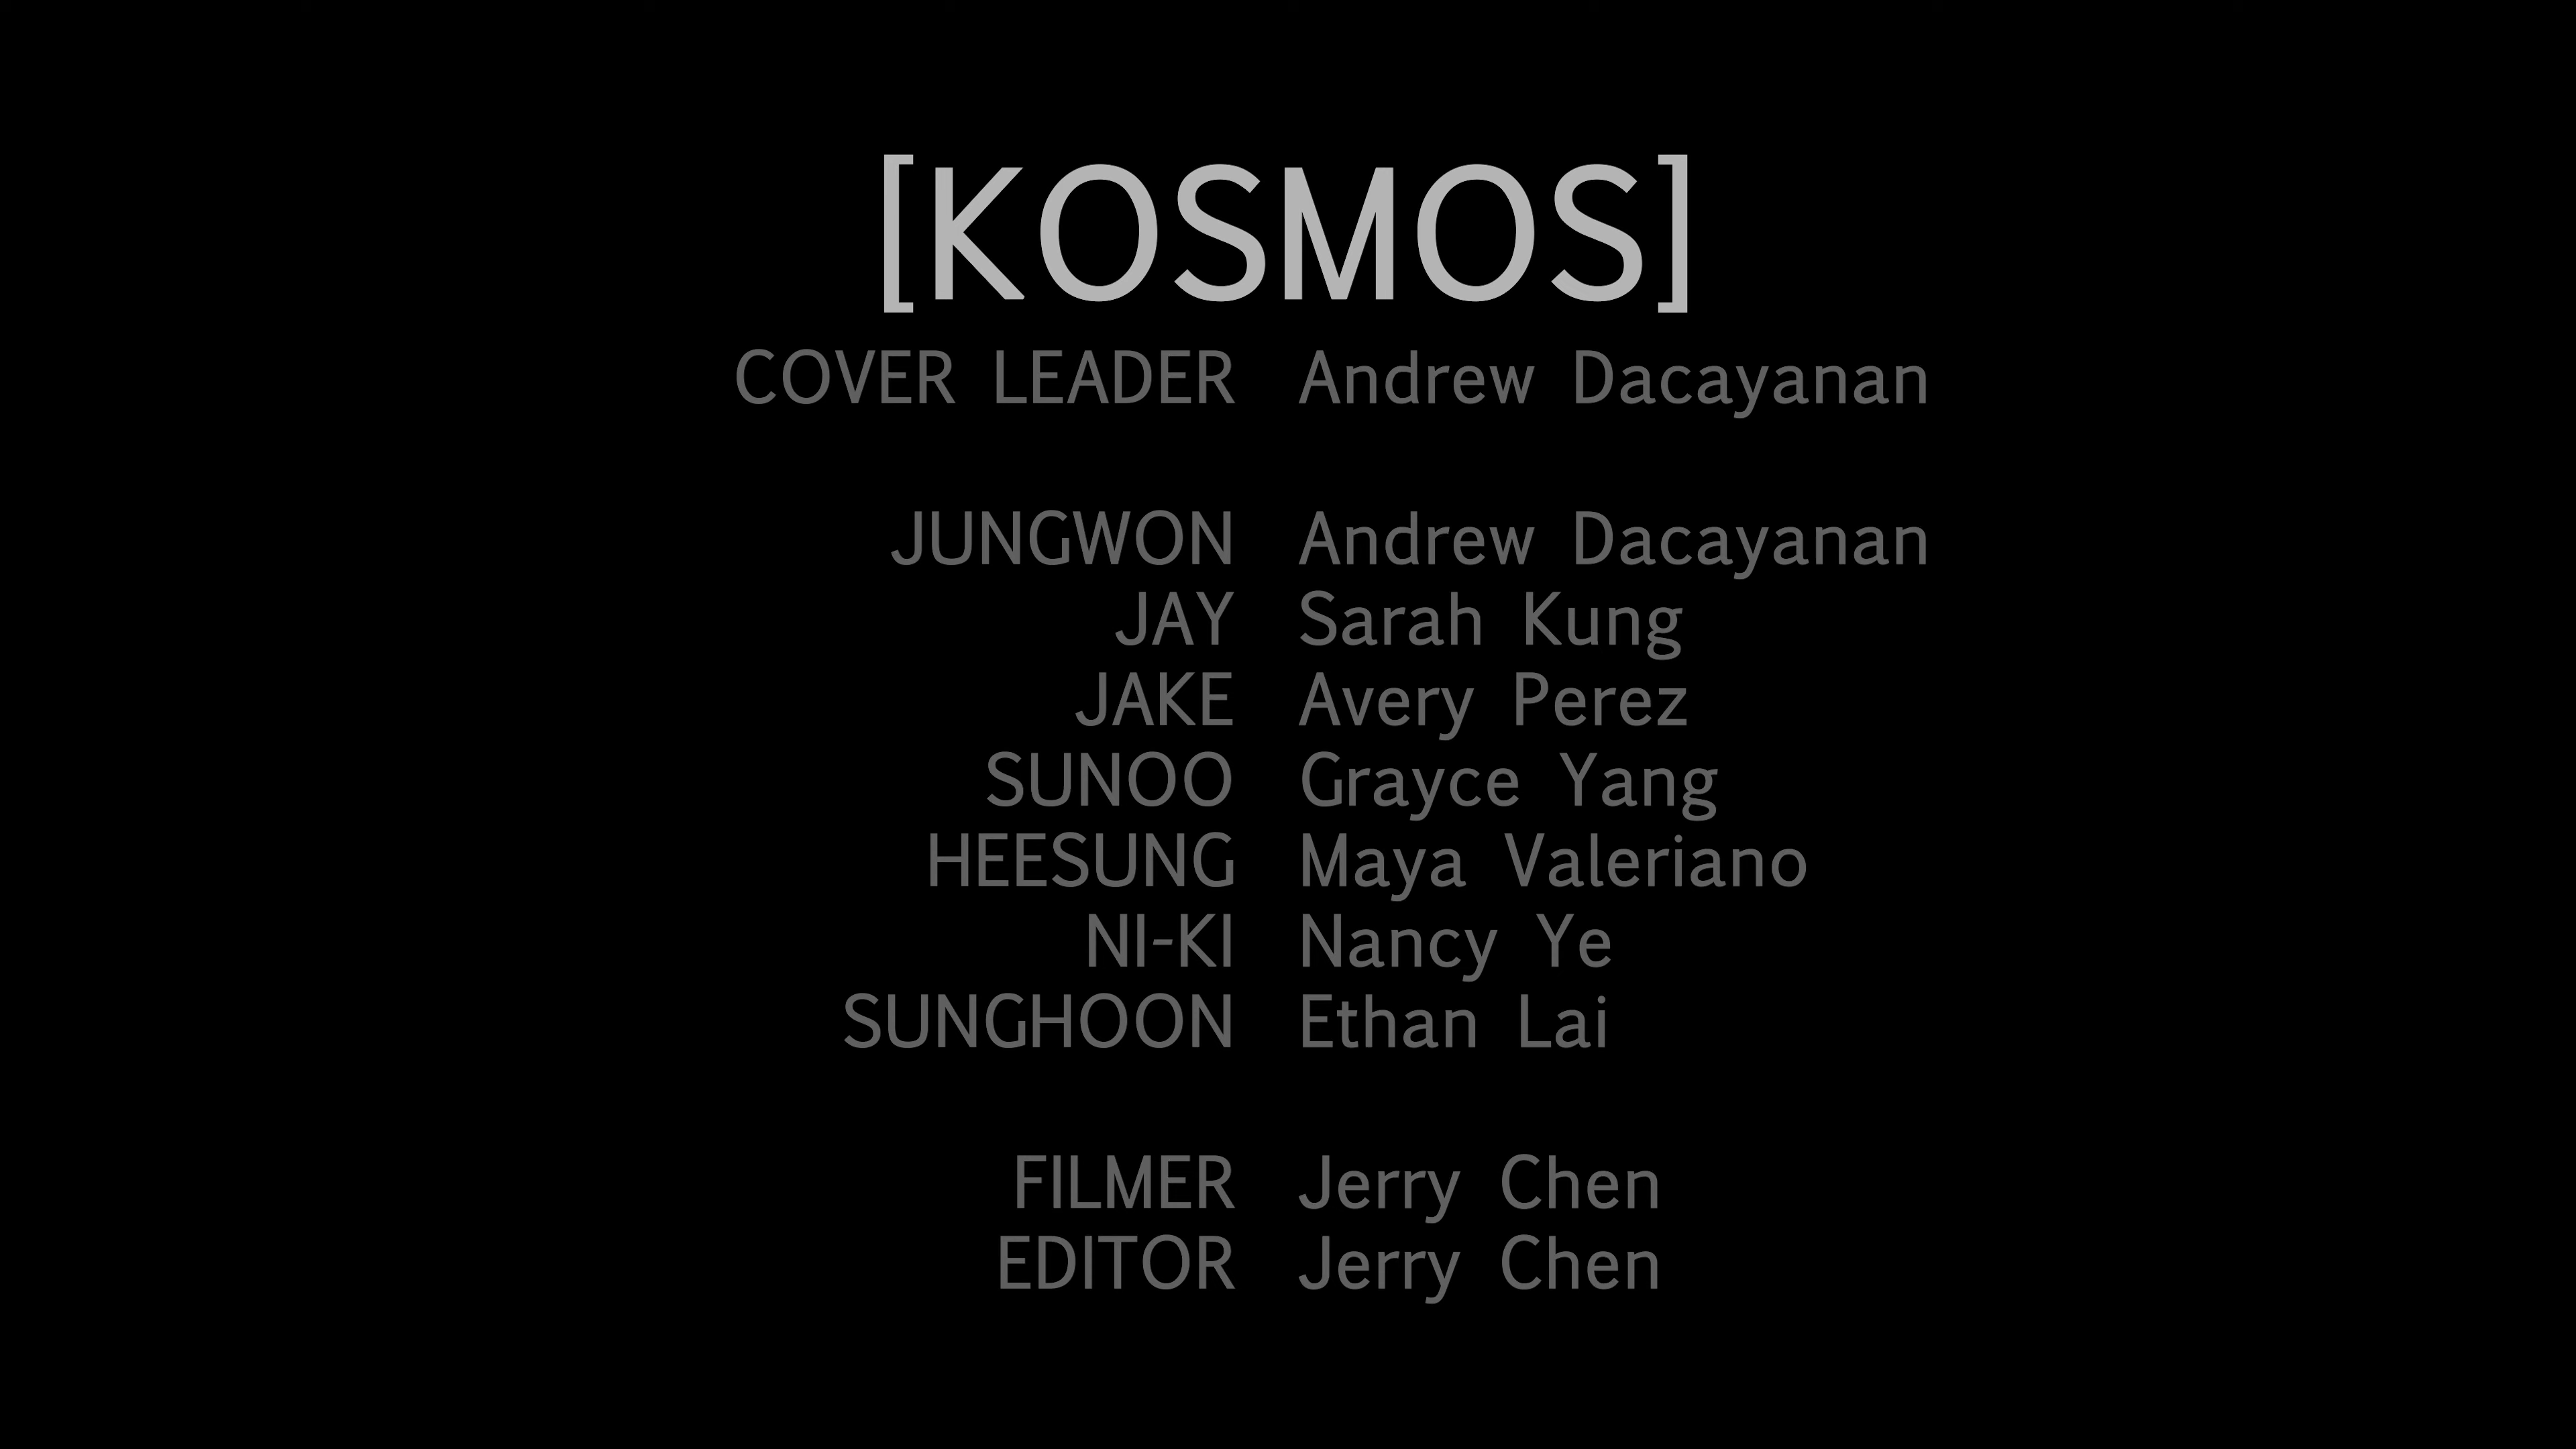 [KOSMOS]
COVER LEADER Andrew Dacayanan
JUNGWON Andrew Dacayanan
JAY Sarah Kung
JAKE Avery Perez
SUNOO Grayce Yang
HEESUNG Maya Valeriano
NI-KI Nancy Ye
SUNGHOON Ethan Lai
FILMER Jerry Chen
EDITOR Jerry Chen